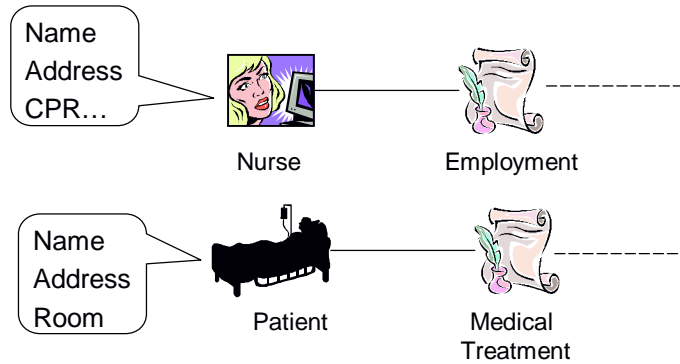 Name
Address
CPR…
Nurse
Employment
Name
Address
Room
Patient
Medical
Treatment